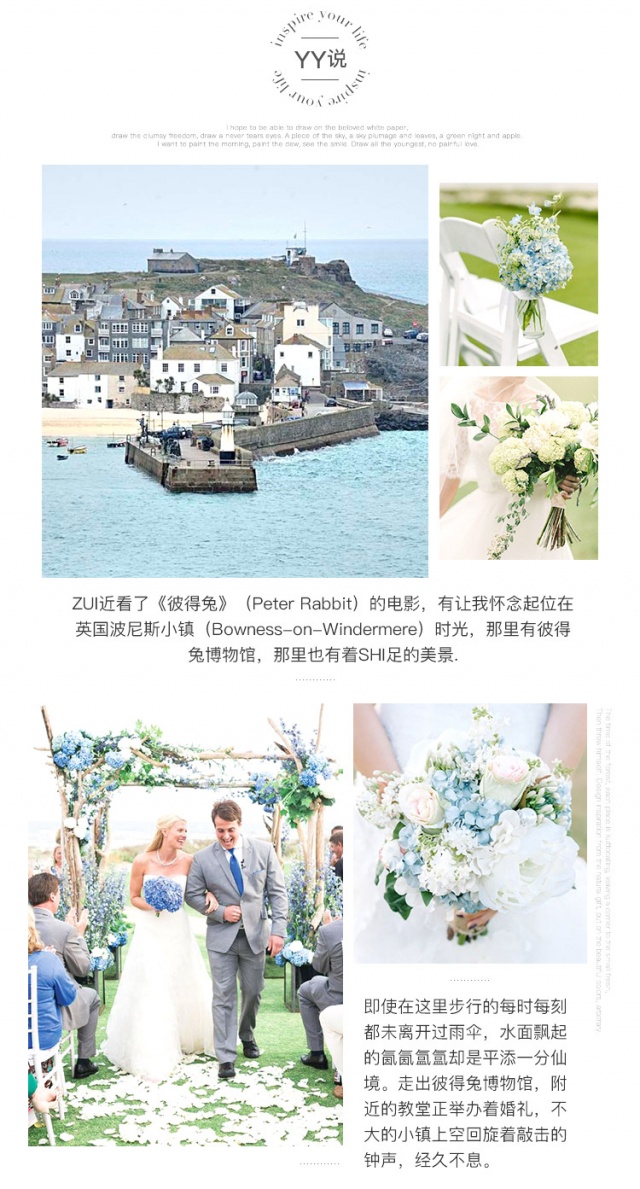 inspire your life
YY说
inspire your life
I hope to be able to draw on the beloved white paper,
draw the clumsy freedom, draw a never tears eyes. A piece of the sky, a sky plumage and leaves, a green night and apple.
I want to paint the morning, paint the dew, see the smile. Draw all the youngest, no painful love.
ZUI近看了《彼得兔》（Peter Rabbit）的电影，有让我怀念起位在
英国波尼斯小镇（Bowness-on-Windermere）时光，那里有彼得
兔博物馆，那里也有着SHI足的美景.
即使在这里步行的每时每刻
都未离开过雨伞，水面飘起
的氤氤氲氲却是平添一分仙
境。走出彼得兔博物馆，附
近的教堂正举办着婚礼，不
大的小镇上空回旋着敲击的
钟声，经久不息。